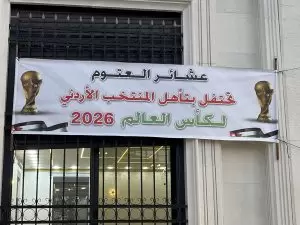 عشائر العتوم
تحتفل بتأهل المنتخب الأردني
لكأس العالم 2026